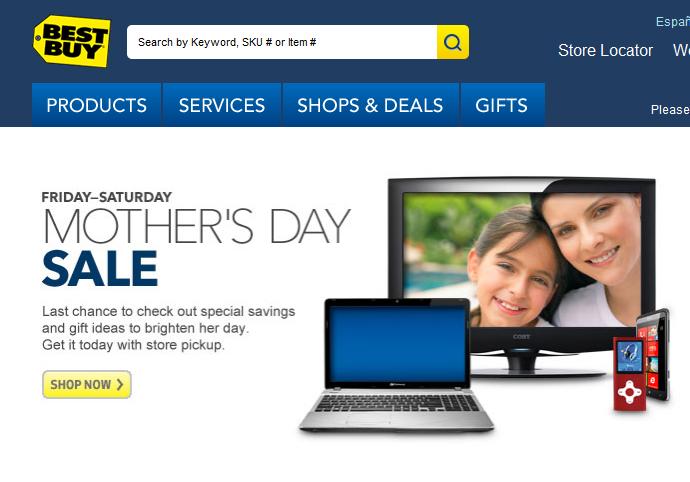 BEST
BUY
Search by Keyword, SKU # or Item #
Espa
Store Locator
PRODUCTS
SERVICES
SHOPS & DEALS
GIFTS
Please
FRIDAY–SATURDAY
MOTHER'S DAY
SALE
Last chance to check out special savings
and gift ideas to brighten her day.
Get it today with store pickup.
SHOP NOW
COBY